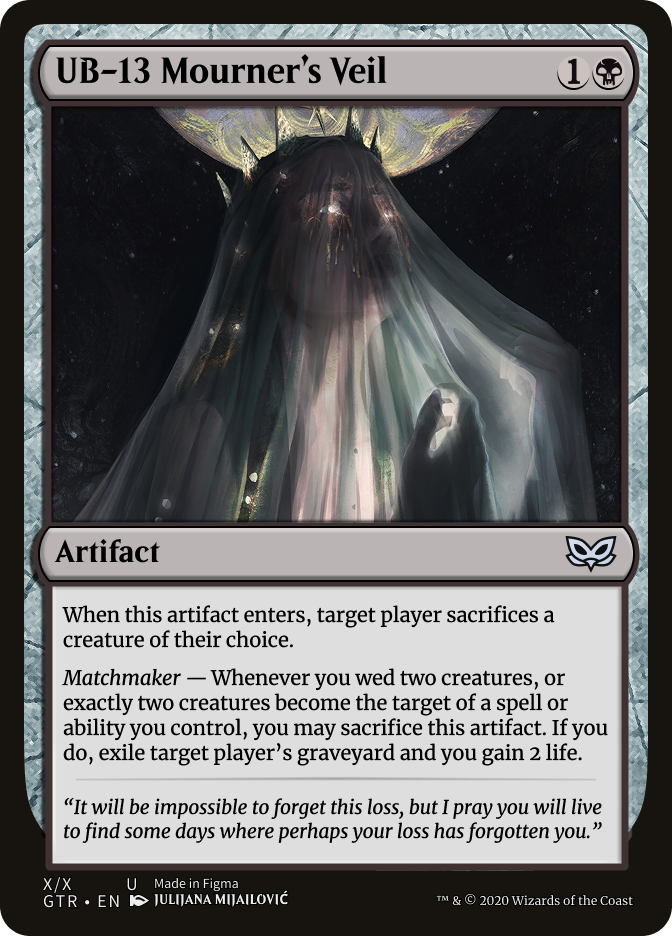 UB-13 Mourner's Veil 1
Artifact
When this artifact enters, target player sacrifices a
creature of their choice.
Matchmaker — Whenever you wed two creatures, or
exactly two creatures become the target of a spell or
ability you control, you may sacrifice this artifact. If you
do, exile target player's graveyard and you gain 2 life.
“It will be impossible to forget this loss, but I pray you will live
to find some days where perhaps your loss has forgotten you.”
X/X U Made in Figma
GTR • EN JULIJANA MIJAILOVIĆ ™ & © 2020 Wizards of the Coast